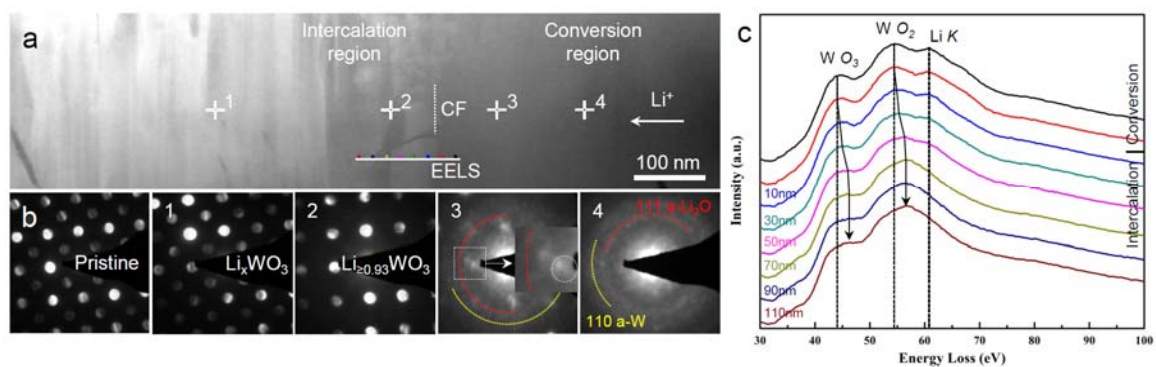 a
Intercalation
region
Conversion
region
1
2
CF
3
4
Li⁺
EELS
100 nm
b
Pristine
1
LiₓWO₃
2
Li≥0.93WO₃
3
110 a-W
4
111 a-Li₂O
c
W O₃
W O₂
Li K
10nm
30nm
50nm
70nm
90nm
110nm
Conversion
Intercalation
Intensity (a.u.)
30 40 50 60 70 80 90 100
Energy Loss (eV)